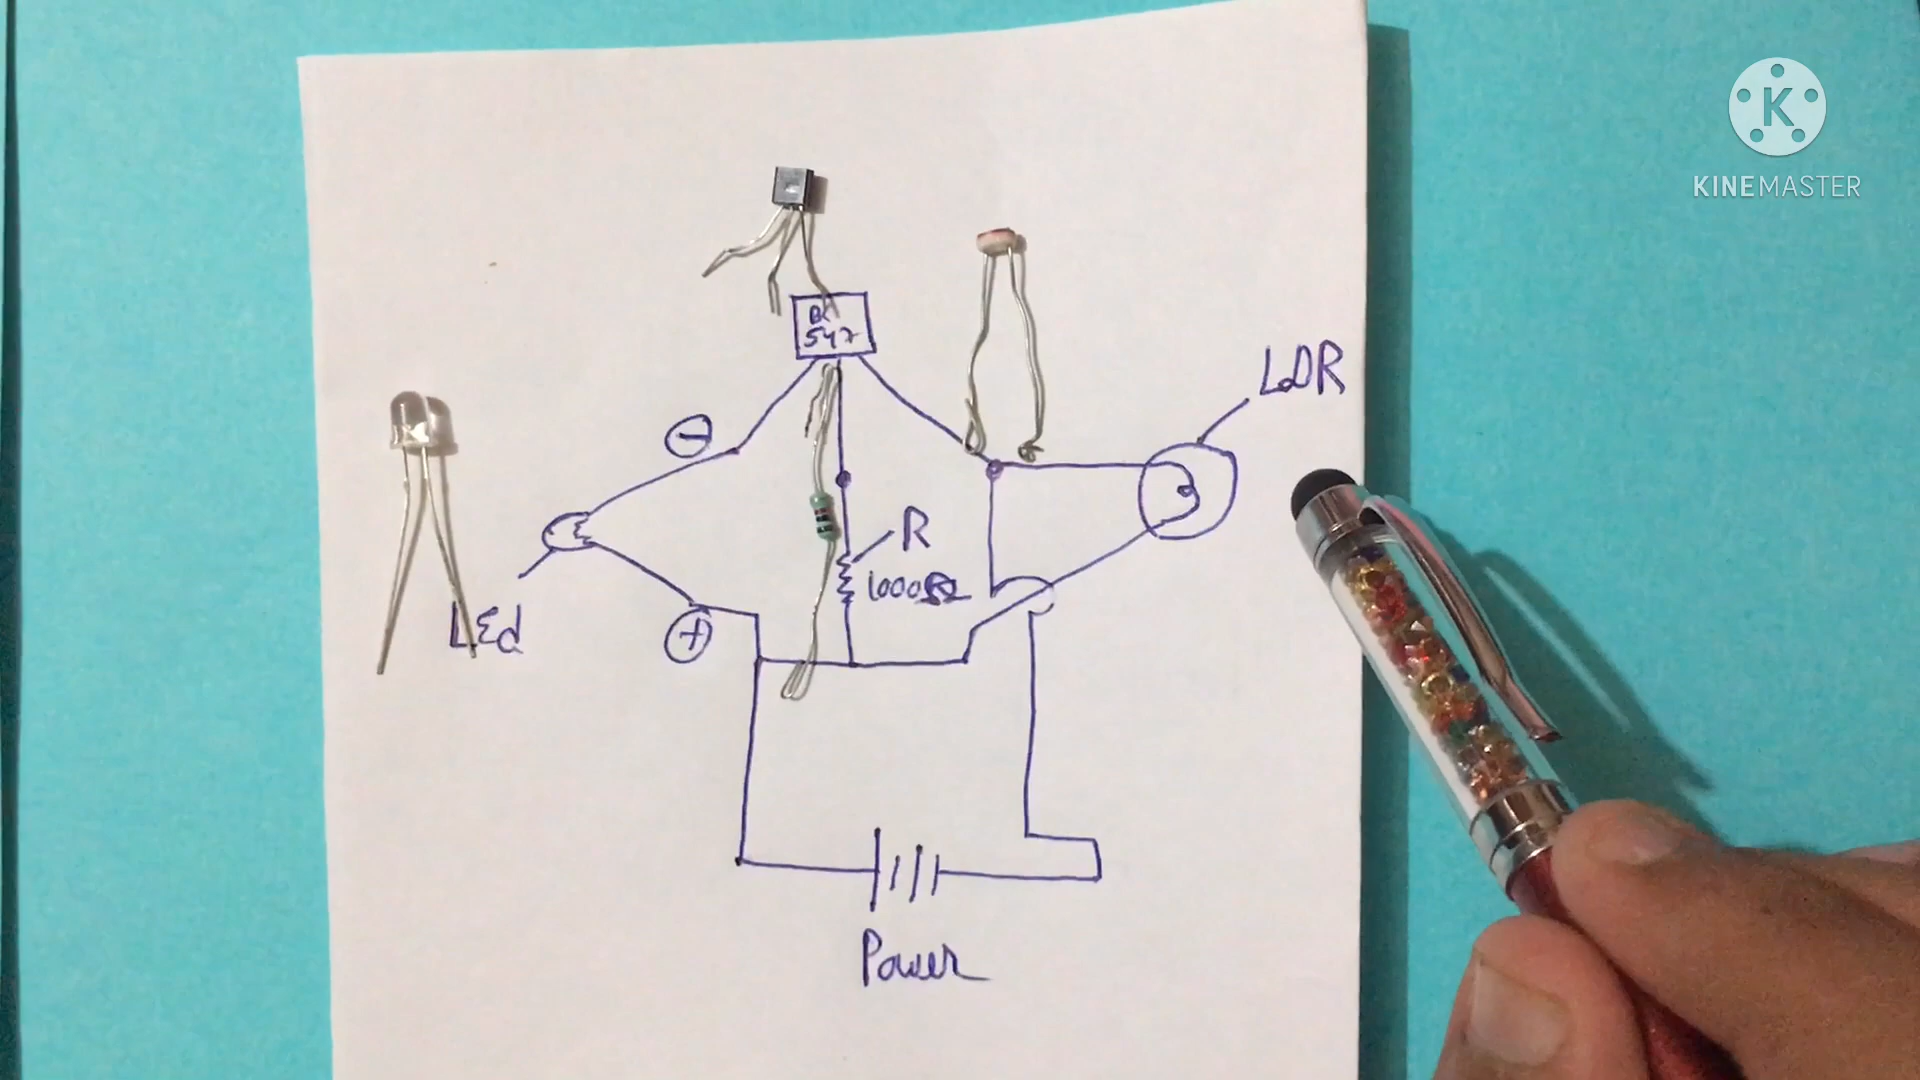 K
KINEMASTER
BC
547
LDR
-
R
1000Ω
LEd
+
Power